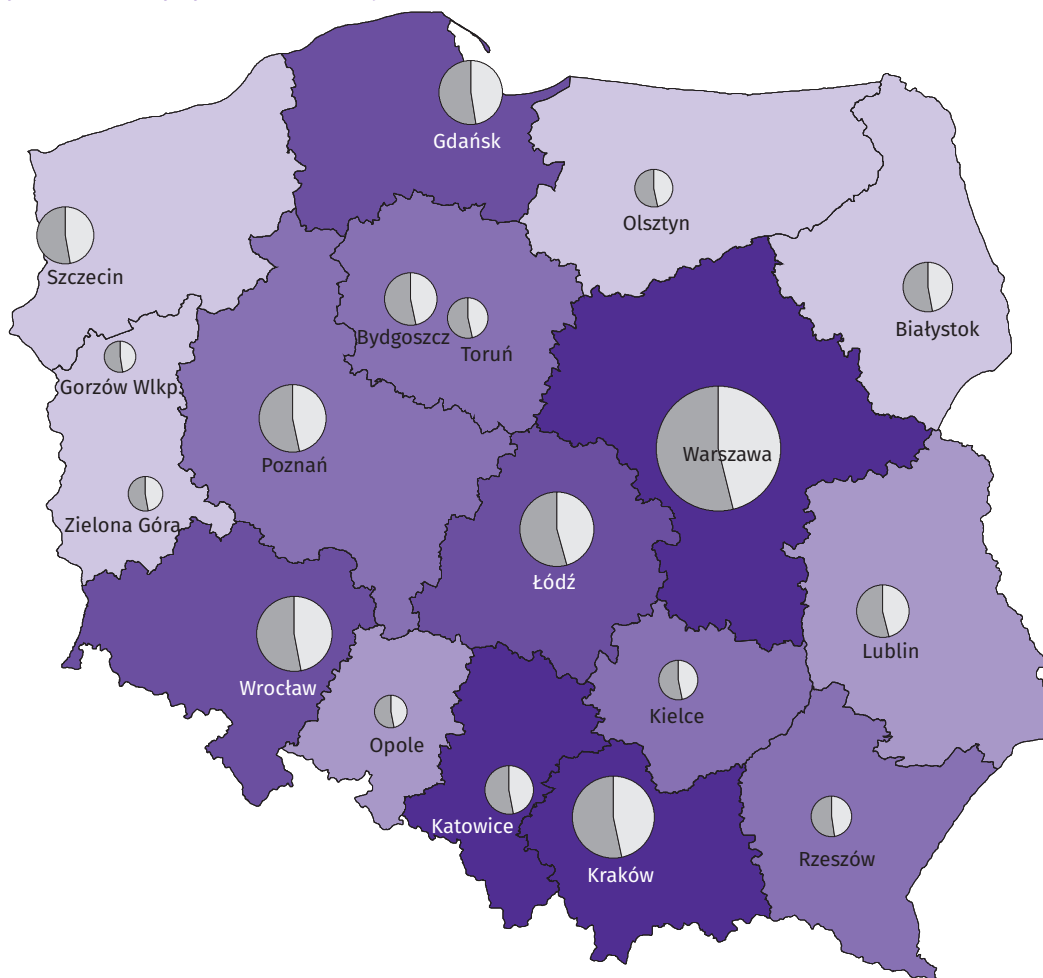 Gdańsk
Olsztyn
Szczecin
Białystok
Bydgoszcz
Toruń
Gorzów Wlkp.
Poznań
Warszawa
Zielona Góra
Łódź
Lublin
Wrocław
Kielce
Opole
Katowice
Kraków
Rzeszów